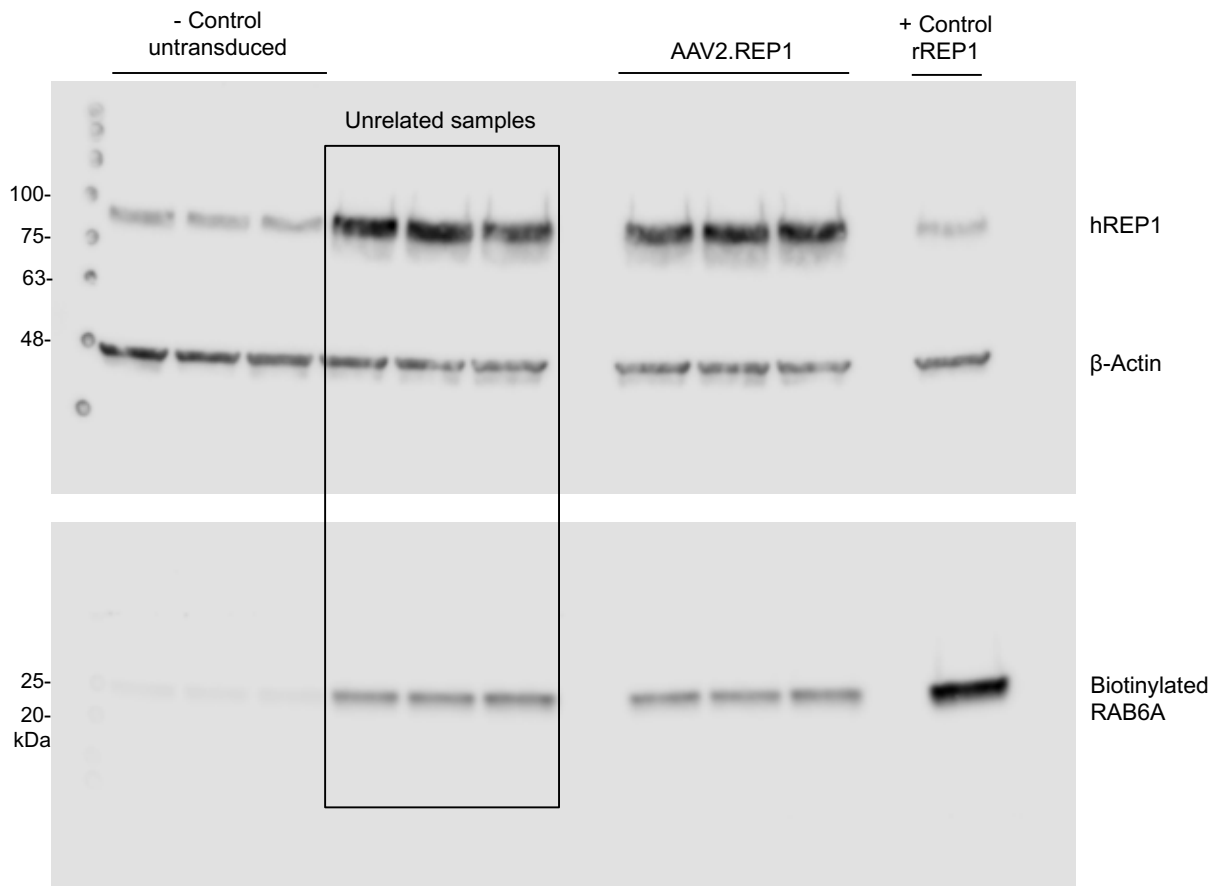 - Control
untransduced
AAV2.REP1
+ Control
rREP1
Unrelated samples
100-
75-
63-
48-
hREP1
β-Actin
25-
20-
kDa
Biotinylated
RAB6A